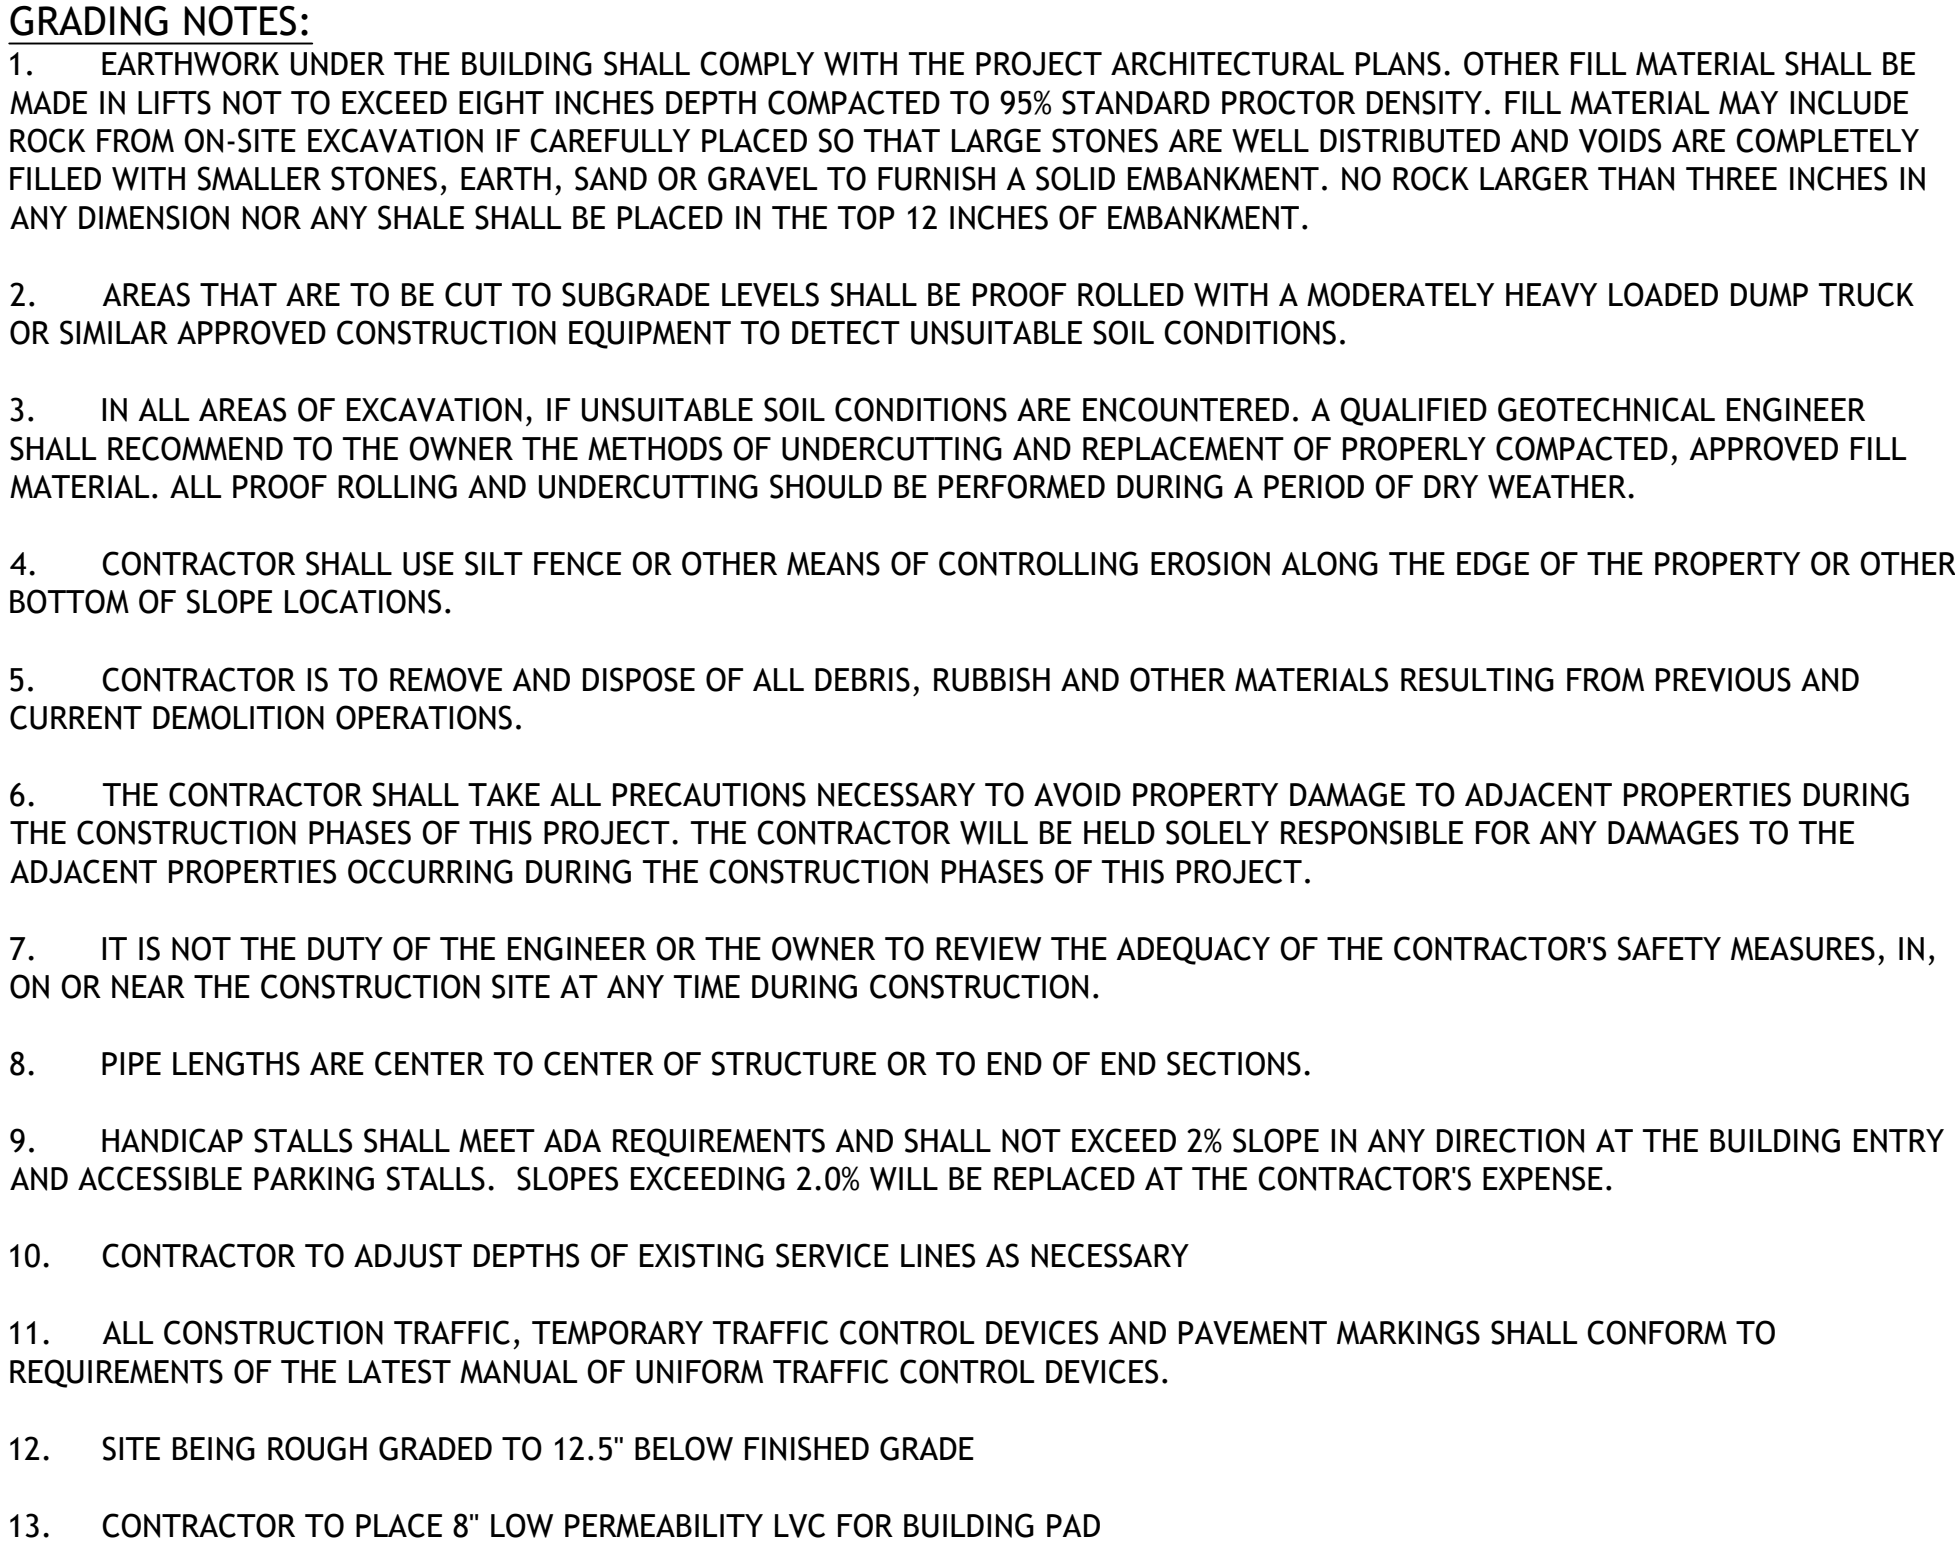 GRADING NOTES:
1. EARTHWORK UNDER THE BUILDING SHALL COMPLY WITH THE PROJECT ARCHITECTURAL PLANS. OTHER FILL MATERIAL SHALL BE
MADE IN LIFTS NOT TO EXCEED EIGHT INCHES DEPTH COMPACTED TO 95% STANDARD PROCTOR DENSITY. FILL MATERIAL MAY INCLUDE
ROCK FROM ON-SITE EXCAVATION IF CAREFULLY PLACED SO THAT LARGE STONES ARE WELL DISTRIBUTED AND VOIDS ARE COMPLETELY
FILLED WITH SMALLER STONES, EARTH, SAND OR GRAVEL TO FURNISH A SOLID EMBANKMENT. NO ROCK LARGER THAN THREE INCHES IN
ANY DIMENSION NOR ANY SHALE SHALL BE PLACED IN THE TOP 12 INCHES OF EMBANKMENT.
2. AREAS THAT ARE TO BE CUT TO SUBGRADE LEVELS SHALL BE PROOF ROLLED WITH A MODERATELY HEAVY LOADED DUMP TRUCK
OR SIMILAR APPROVED CONSTRUCTION EQUIPMENT TO DETECT UNSUITABLE SOIL CONDITIONS.
3. IN ALL AREAS OF EXCAVATION, IF UNSUITABLE SOIL CONDITIONS ARE ENCOUNTERED. A QUALIFIED GEOTECHNICAL ENGINEER
SHALL RECOMMEND TO THE OWNER THE METHODS OF UNDERCUTTING AND REPLACEMENT OF PROPERLY COMPACTED, APPROVED FILL
MATERIAL. ALL PROOF ROLLING AND UNDERCUTTING SHOULD BE PERFORMED DURING A PERIOD OF DRY WEATHER.
4. CONTRACTOR SHALL USE SILT FENCE OR OTHER MEANS OF CONTROLLING EROSION ALONG THE EDGE OF THE PROPERTY OR OTHER
BOTTOM OF SLOPE LOCATIONS.
5. CONTRACTOR IS TO REMOVE AND DISPOSE OF ALL DEBRIS, RUBBISH AND OTHER MATERIALS RESULTING FROM PREVIOUS AND
CURRENT DEMOLITION OPERATIONS.
6. THE CONTRACTOR SHALL TAKE ALL PRECAUTIONS NECESSARY TO AVOID PROPERTY DAMAGE TO ADJACENT PROPERTIES DURING
THE CONSTRUCTION PHASES OF THIS PROJECT. THE CONTRACTOR WILL BE HELD SOLELY RESPONSIBLE FOR ANY DAMAGES TO THE
ADJACENT PROPERTIES OCCURRING DURING THE CONSTRUCTION PHASES OF THIS PROJECT.
7. IT IS NOT THE DUTY OF THE ENGINEER OR THE OWNER TO REVIEW THE ADEQUACY OF THE CONTRACTOR'S SAFETY MEASURES, IN,
ON OR NEAR THE CONSTRUCTION SITE AT ANY TIME DURING CONSTRUCTION.
8. PIPE LENGTHS ARE CENTER TO CENTER OF STRUCTURE OR TO END OF END SECTIONS.
9. HANDICAP STALLS SHALL MEET ADA REQUIREMENTS AND SHALL NOT EXCEED 2% SLOPE IN ANY DIRECTION AT THE BUILDING ENTRY
AND ACCESSIBLE PARKING STALLS. SLOPES EXCEEDING 2.0% WILL BE REPLACED AT THE CONTRACTOR'S EXPENSE.
10. CONTRACTOR TO ADJUST DEPTHS OF EXISTING SERVICE LINES AS NECESSARY
11. ALL CONSTRUCTION TRAFFIC, TEMPORARY TRAFFIC CONTROL DEVICES AND PAVEMENT MARKINGS SHALL CONFORM TO
REQUIREMENTS OF THE LATEST MANUAL OF UNIFORM TRAFFIC CONTROL DEVICES.
12. SITE BEING ROUGH GRADED TO 12.5" BELOW FINISHED GRADE
13. CONTRACTOR TO PLACE 8" LOW PERMEABILITY LVC FOR BUILDING PAD